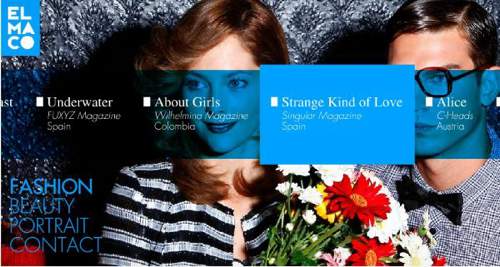 EL
MA
CO
ast
Underwater
FUXYZ Magazine
Spain
About Girls
Wilhelmina Magazine
Colombia
Strange Kind of Love
Singular Magazine
Spain
Alice
C-Heads
Austria
FASHION
BEAUTY
PORTRAIT
CONTACT